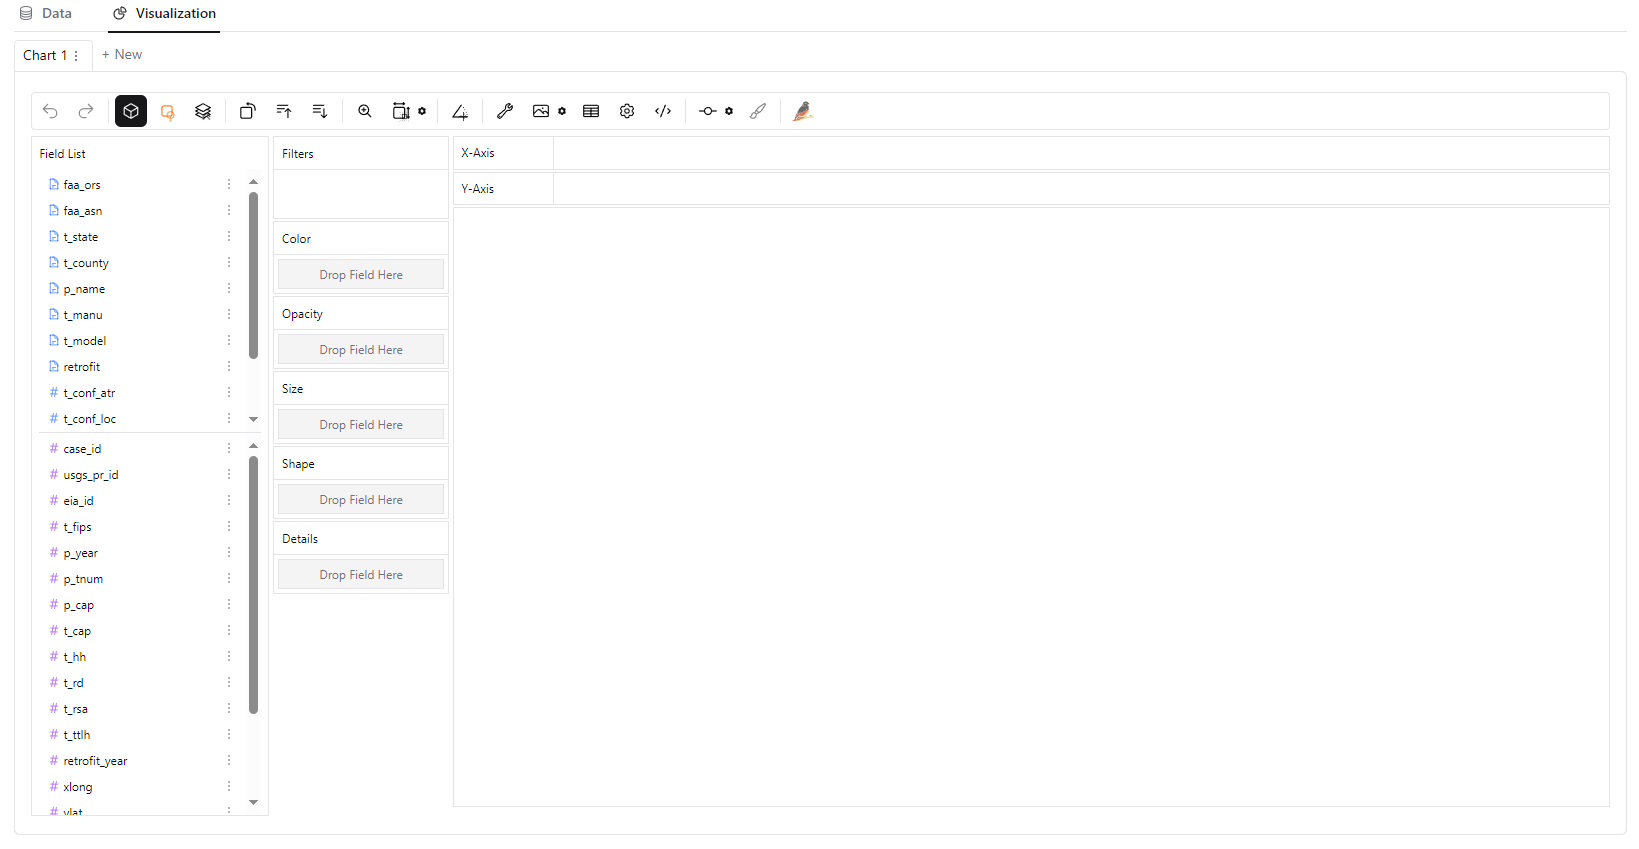 Data
Visualization
Chart 1
+ New
Field List
faa_ors
faa_asn
t_state
t_county
p_name
t_manu
t_model
retrofit
# t_conf_atr
# t_conf_loc
# case_id
# usgs_pr_id
# eia_id
# t_fips
# p_year
# p_tnum
# p_cap
# t_cap
# t_hh
# t_rd
# t_rsa
# t_ttlh
# retrofit_year
# xlong
# ylat
Filters
Color
Drop Field Here
Opacity
Drop Field Here
Size
Drop Field Here
Shape
Drop Field Here
Details
Drop Field Here
X-Axis
Y-Axis